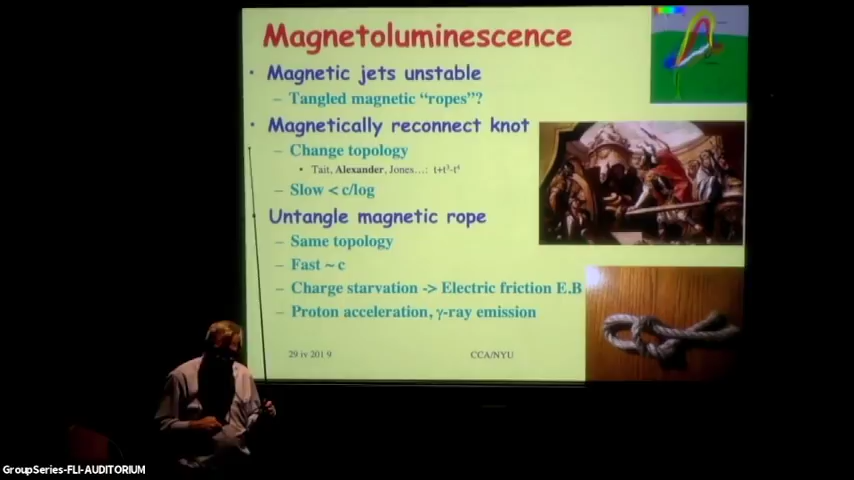 Magnetoluminescence
• Magnetic jets unstable
– Tangled magnetic “ropes”?
• Magnetically reconnect knot
– Change topology
• Tait, Alexander, Jones…: t+t³-t⁴
– Slow < c/log
• Untangle magnetic rope
– Same topology
– Fast ~ c
– Charge starvation -> Electric friction E.B
– Proton acceleration, γ-ray emission
29 iv 2019
CCA/NYU
GroupSeries-FLI-AUDITORIUM